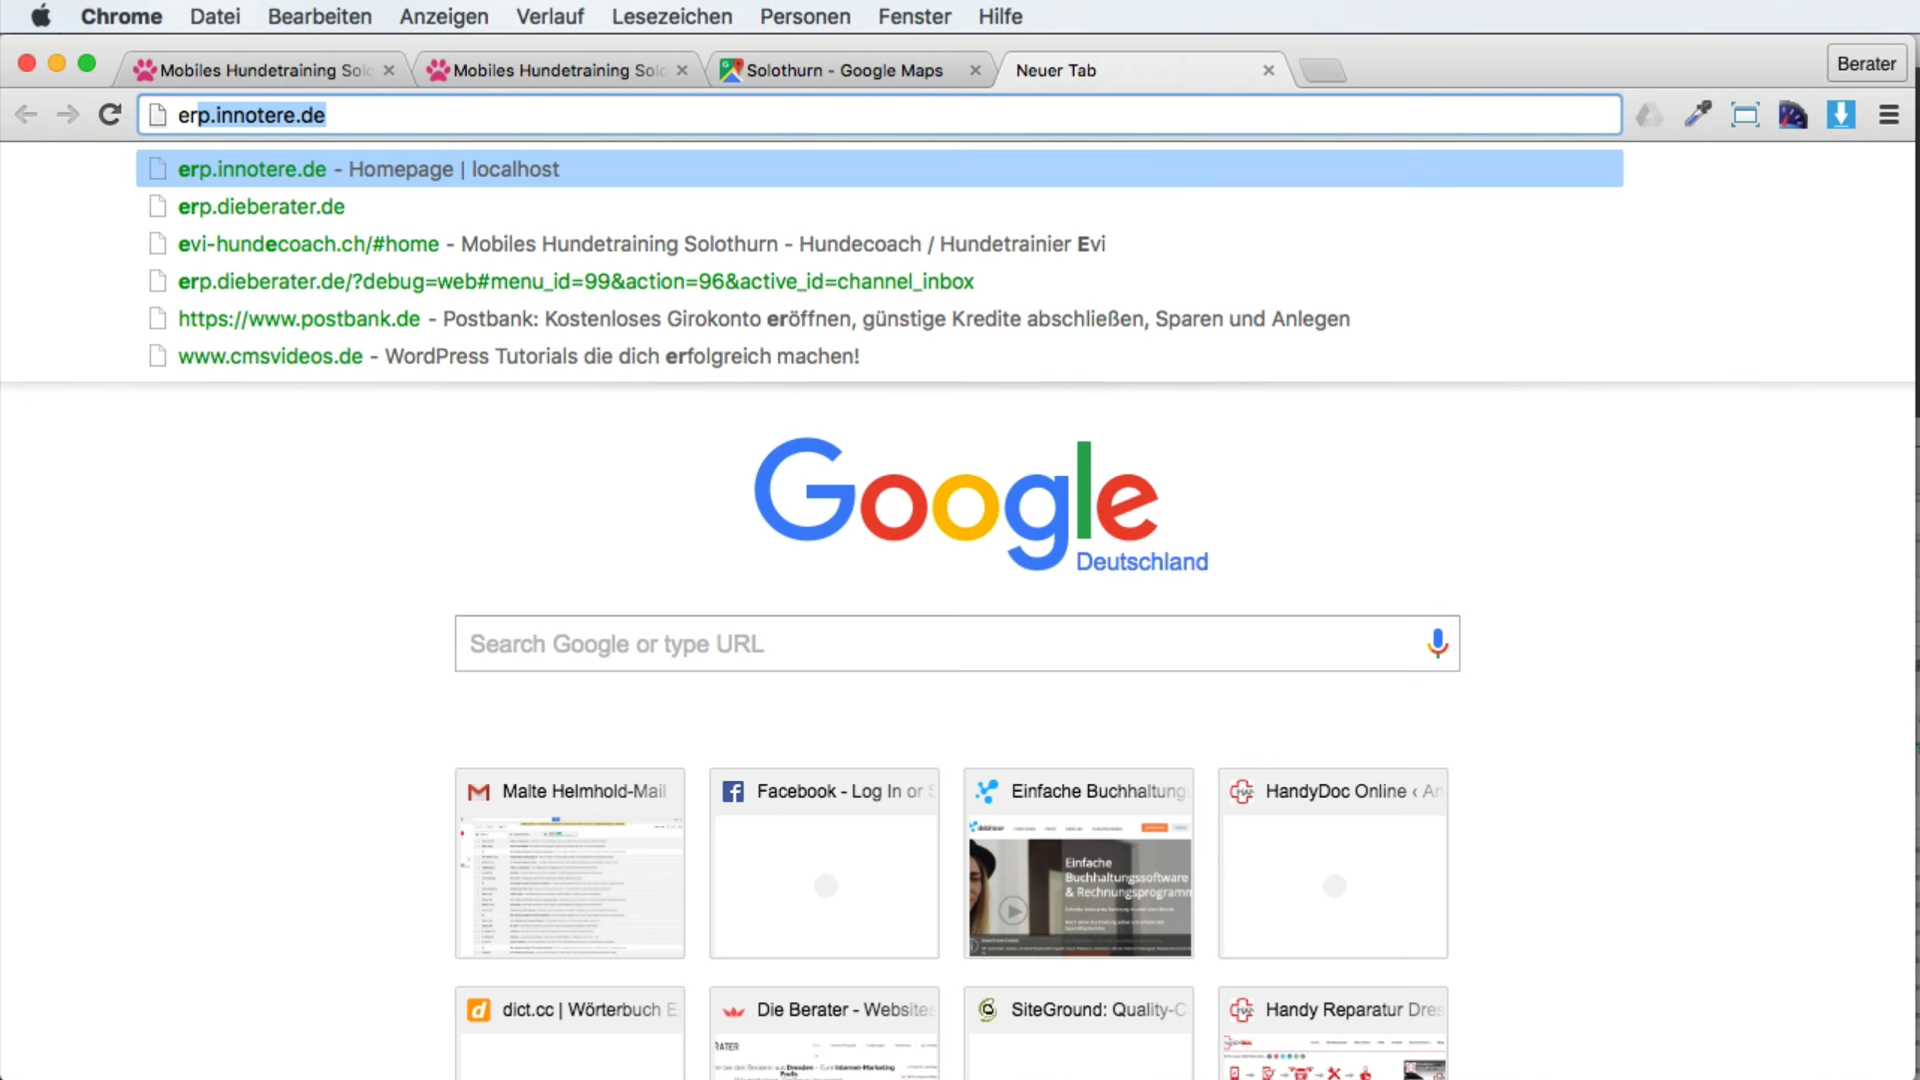 Chrome Datei Bearbeiten Anzeigen Verlauf Lesezeichen Personen Fenster Hilfe
Mobiles Hundetraining Solo Mobiles Hundetraining Solo Solothurn - Google Maps Neuer Tab Berater
erp.innotere.de
erp.innotere.de - Homepage | localhost
erp.dieberater.de
evi-hundecoach.ch/#home - Mobiles Hundetraining Solothurn - Hundecoach / Hundetrainier Evi
erp.dieberater.de/?debug=web#menu_id=99&action=96&active_id=channel_inbox
https://www.postbank.de - Postbank: Kostenloses Girokonto eröffnen, günstige Kredite abschließen, Sparen und Anlegen
www.cmsvideos.de - WordPress Tutorials die dich erfolgreich machen!
Google
Deutschland
Search Google or type URL
Malte Helmhold-Mail Facebook - Log In or S Einfache Buchhaltung HandyDoc Online ‹ An
Einfache
Buchhaltungssoftware
& Rechnungsprogramm
dict.cc | Wörterbuch E Die Berater - Websites SiteGround: Quality-C Handy Reparatur Dres